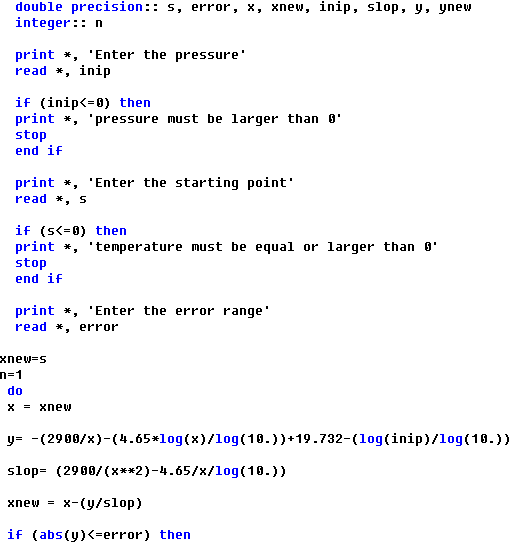 double precision:: s, error, x, xnew, inip, slop, y, ynew
integer:: n
print *, 'Enter the pressure'
read *, inip
if (inip<=0) then
print *, 'pressure must be larger than 0'
stop
end if
print *, 'Enter the starting point'
read *, s
if (s<=0) then
print *, 'temperature must be equal or larger than 0'
stop
end if
print *, 'Enter the error range'
read *, error
xnew=s
n=1
do
x = xnew
y= -(2900/x)-(4.65*log(x)/log(10.))+19.732-(log(inip)/log(10.))
slop= (2900/(x**2)-4.65/x/log(10.))
xnew = x-(y/slop)
if (abs(y)<=error) then